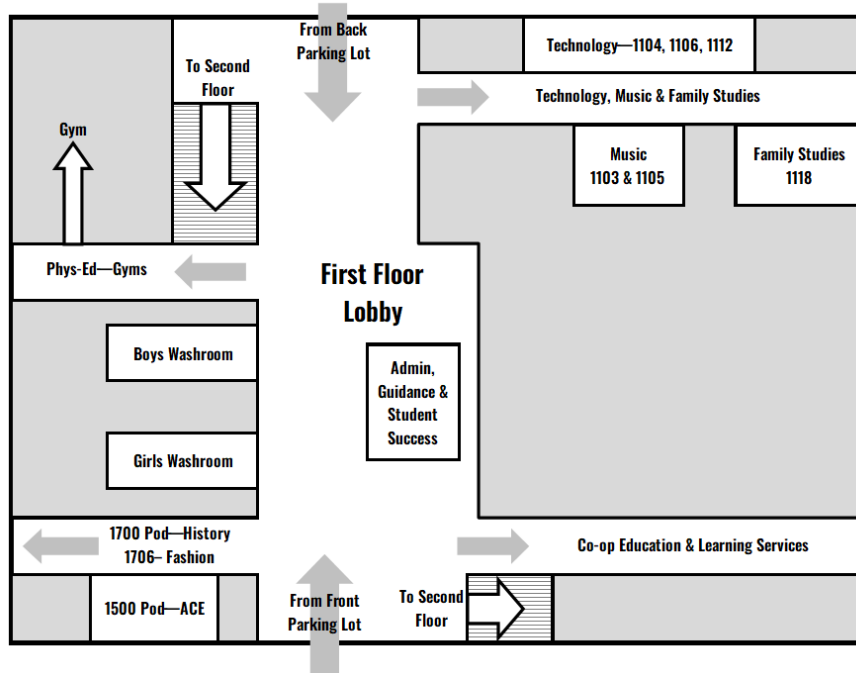 From Back
Parking Lot
Technology—1104, 1106, 1112
To Second
Floor
Technology, Music & Family Studies
Gym
Music
1103 & 1105
Family Studies
1118
Phys-Ed—Gyms
First Floor
Lobby
Boys Washroom
Admin,
Guidance &
Student
Success
Girls Washroom
1700 Pod—History
1706– Fashion
Co-op Education & Learning Services
1500 Pod—ACE
From Front
Parking Lot
To Second
Floor